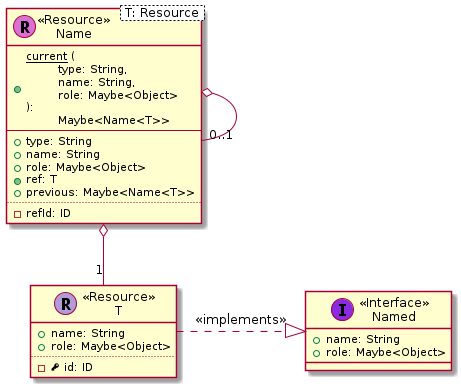 T: Resource
R «Resource»
Name
current (
type: String,
name: String,
role: Maybe<Object>
):
Maybe<Name<T>>
type: String
name: String
role: Maybe<Object>
ref: T
previous: Maybe<Name<T>>
refId: ID
0..1
1
R «Resource»
T
name: String
role: Maybe<Object>
id: ID
«implements»
I «Interface»
Named
name: String
role: Maybe<Object>